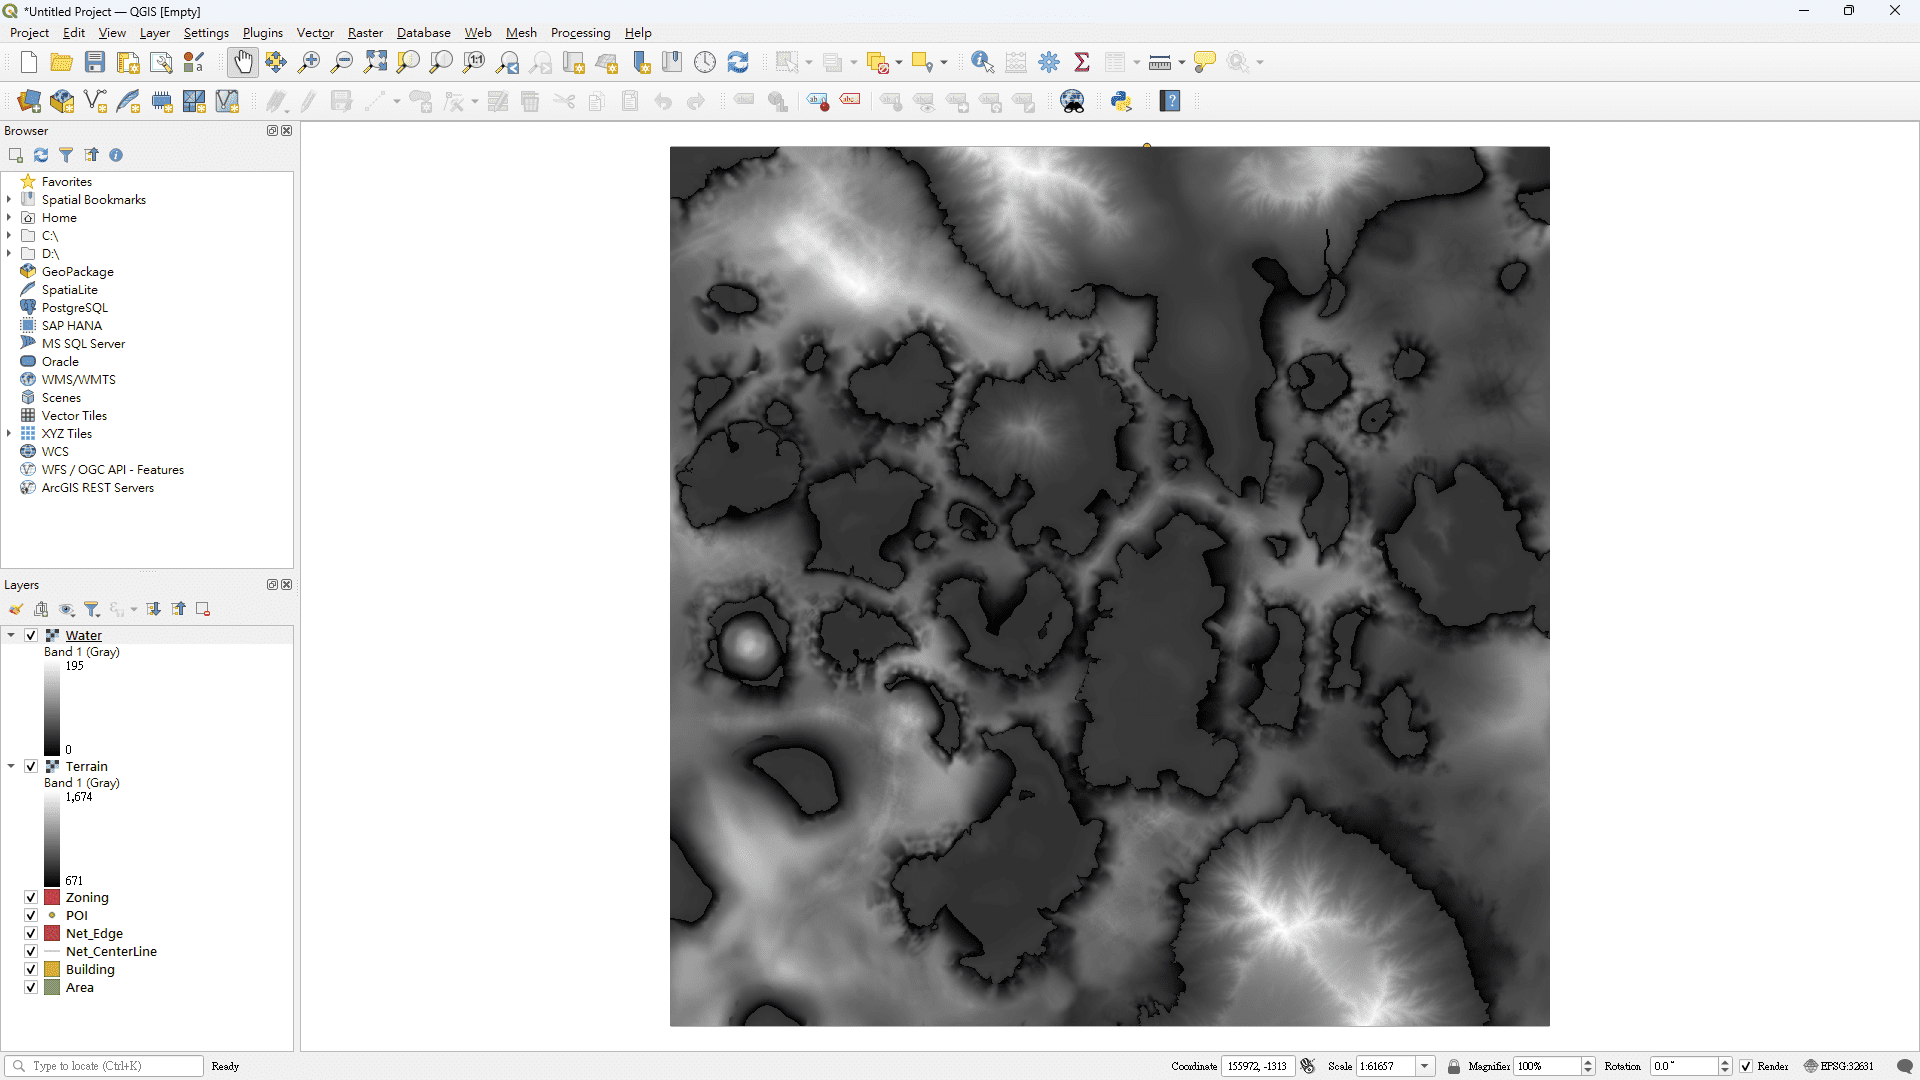 *Untitled Project — QGIS [Empty]
Project Edit View Layer Settings Plugins Vector Raster Database Web Mesh Processing Help
Browser
Favorites
Spatial Bookmarks
Home
C:\
D:\
GeoPackage
SpatiaLite
PostgreSQL
SAP HANA
MS SQL Server
Oracle
WMS/WMTS
Scenes
Vector Tiles
XYZ Tiles
WCS
WFS / OGC API - Features
ArcGIS REST Servers
Layers
Water
Band 1 (Gray)
195
0
Terrain
Band 1 (Gray)
1,674
671
Zoning
POI
Net_Edge
Net_CenterLine
Building
Area
Type to locate (Ctrl+K) Ready Coordinate 155972, -1313 Scale 1:61657 Magnifier 100% Rotation 0.0 ° Render EPSG:32631